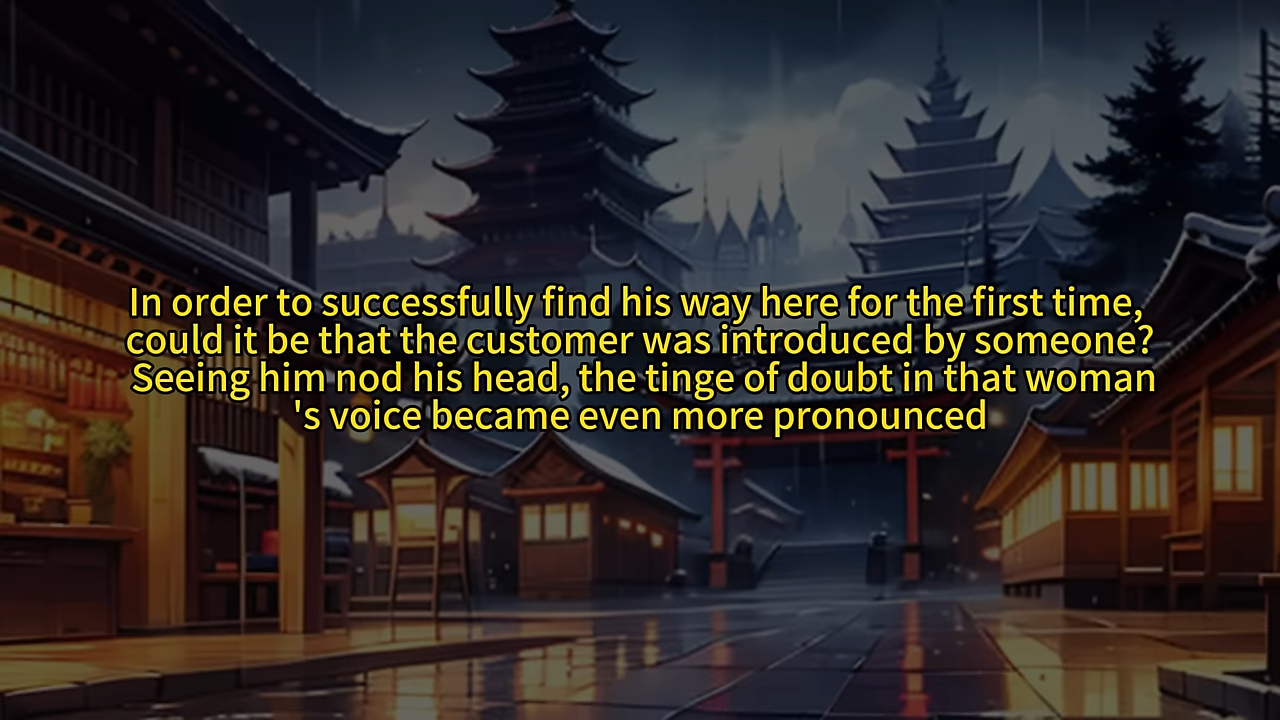 In order to successfully find his way here for the first time,
could it be that the customer was introduced by someone?
Seeing him nod his head, the tinge of doubt in that woman
's voice became even more pronounced